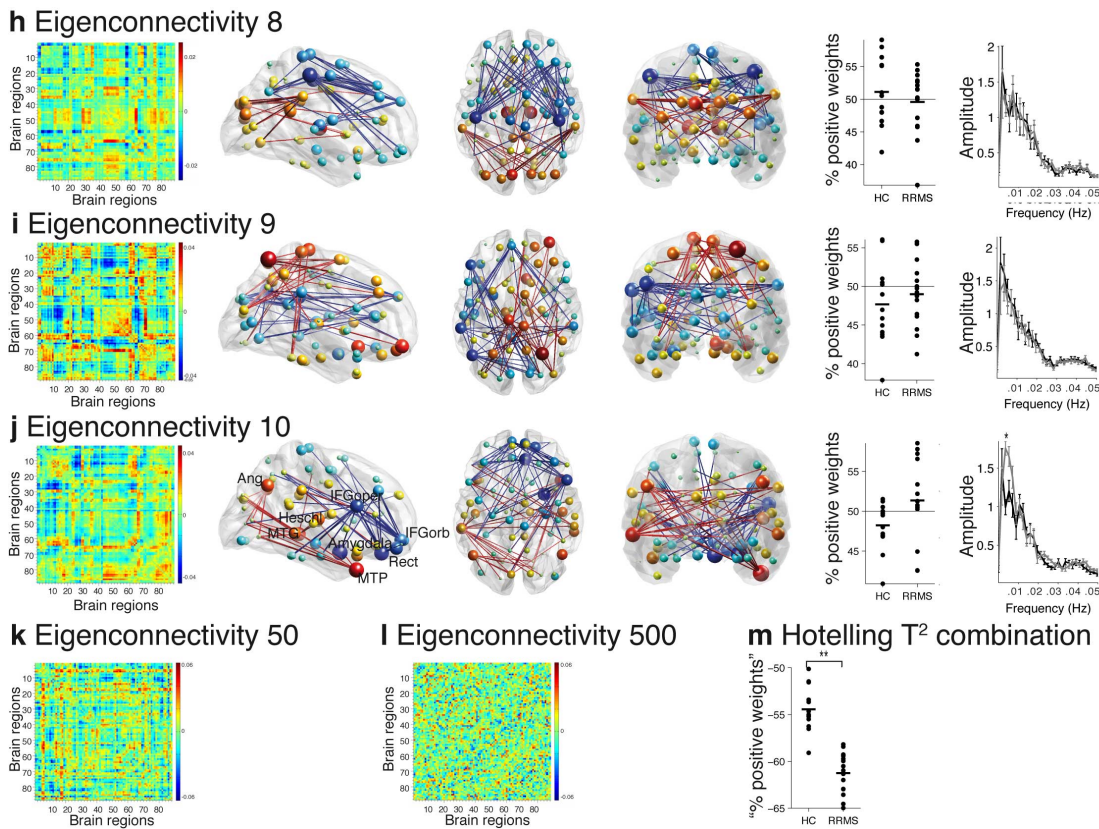 h Eigenconnectivity 8
Brain regions
10
20
30
40
50
60
70
80
10 20 30 40 50 60 70 80
Brain regions
0.02
0
-0.02
% positive weights
55
50
45
40
HC RRMS
Amplitude
2
1.5
1
.5
.01 .02 .03 .04 .05
Frequency (Hz)
i Eigenconnectivity 9
Brain regions
10
20
30
40
50
60
70
80
10 20 30 40 50 60 70 80
Brain regions
0.04
0
-0.04
% positive weights
55
50
45
40
HC RRMS
Amplitude
2
1.5
1
.5
.01 .02 .03 .04 .05
Frequency (Hz)
j Eigenconnectivity 10
Brain regions
10
20
30
40
50
60
70
80
10 20 30 40 50 60 70 80
Brain regions
0.04
0
-0.04
Ang
IFGoper
Heschl
MTG
IFGorb
Amygdala
Rect
MTP
% positive weights
55
50
45
HC RRMS
Amplitude
*
1.5
1
.5
.01 .02 .03 .04 .05
Frequency (Hz)
k Eigenconnectivity 50
Brain regions
10
20
30
40
50
60
70
80
10 20 30 40 50 60 70 80
0.06
0
-0.06
l Eigenconnectivity 500
Brain regions
10
20
30
40
50
60
70
80
10 20 30 40 50 60 70 80
0.06
0
-0.06
m Hotelling T² combination
"% positive weights"
**
-50
-55
-60
-65
HC RRMS